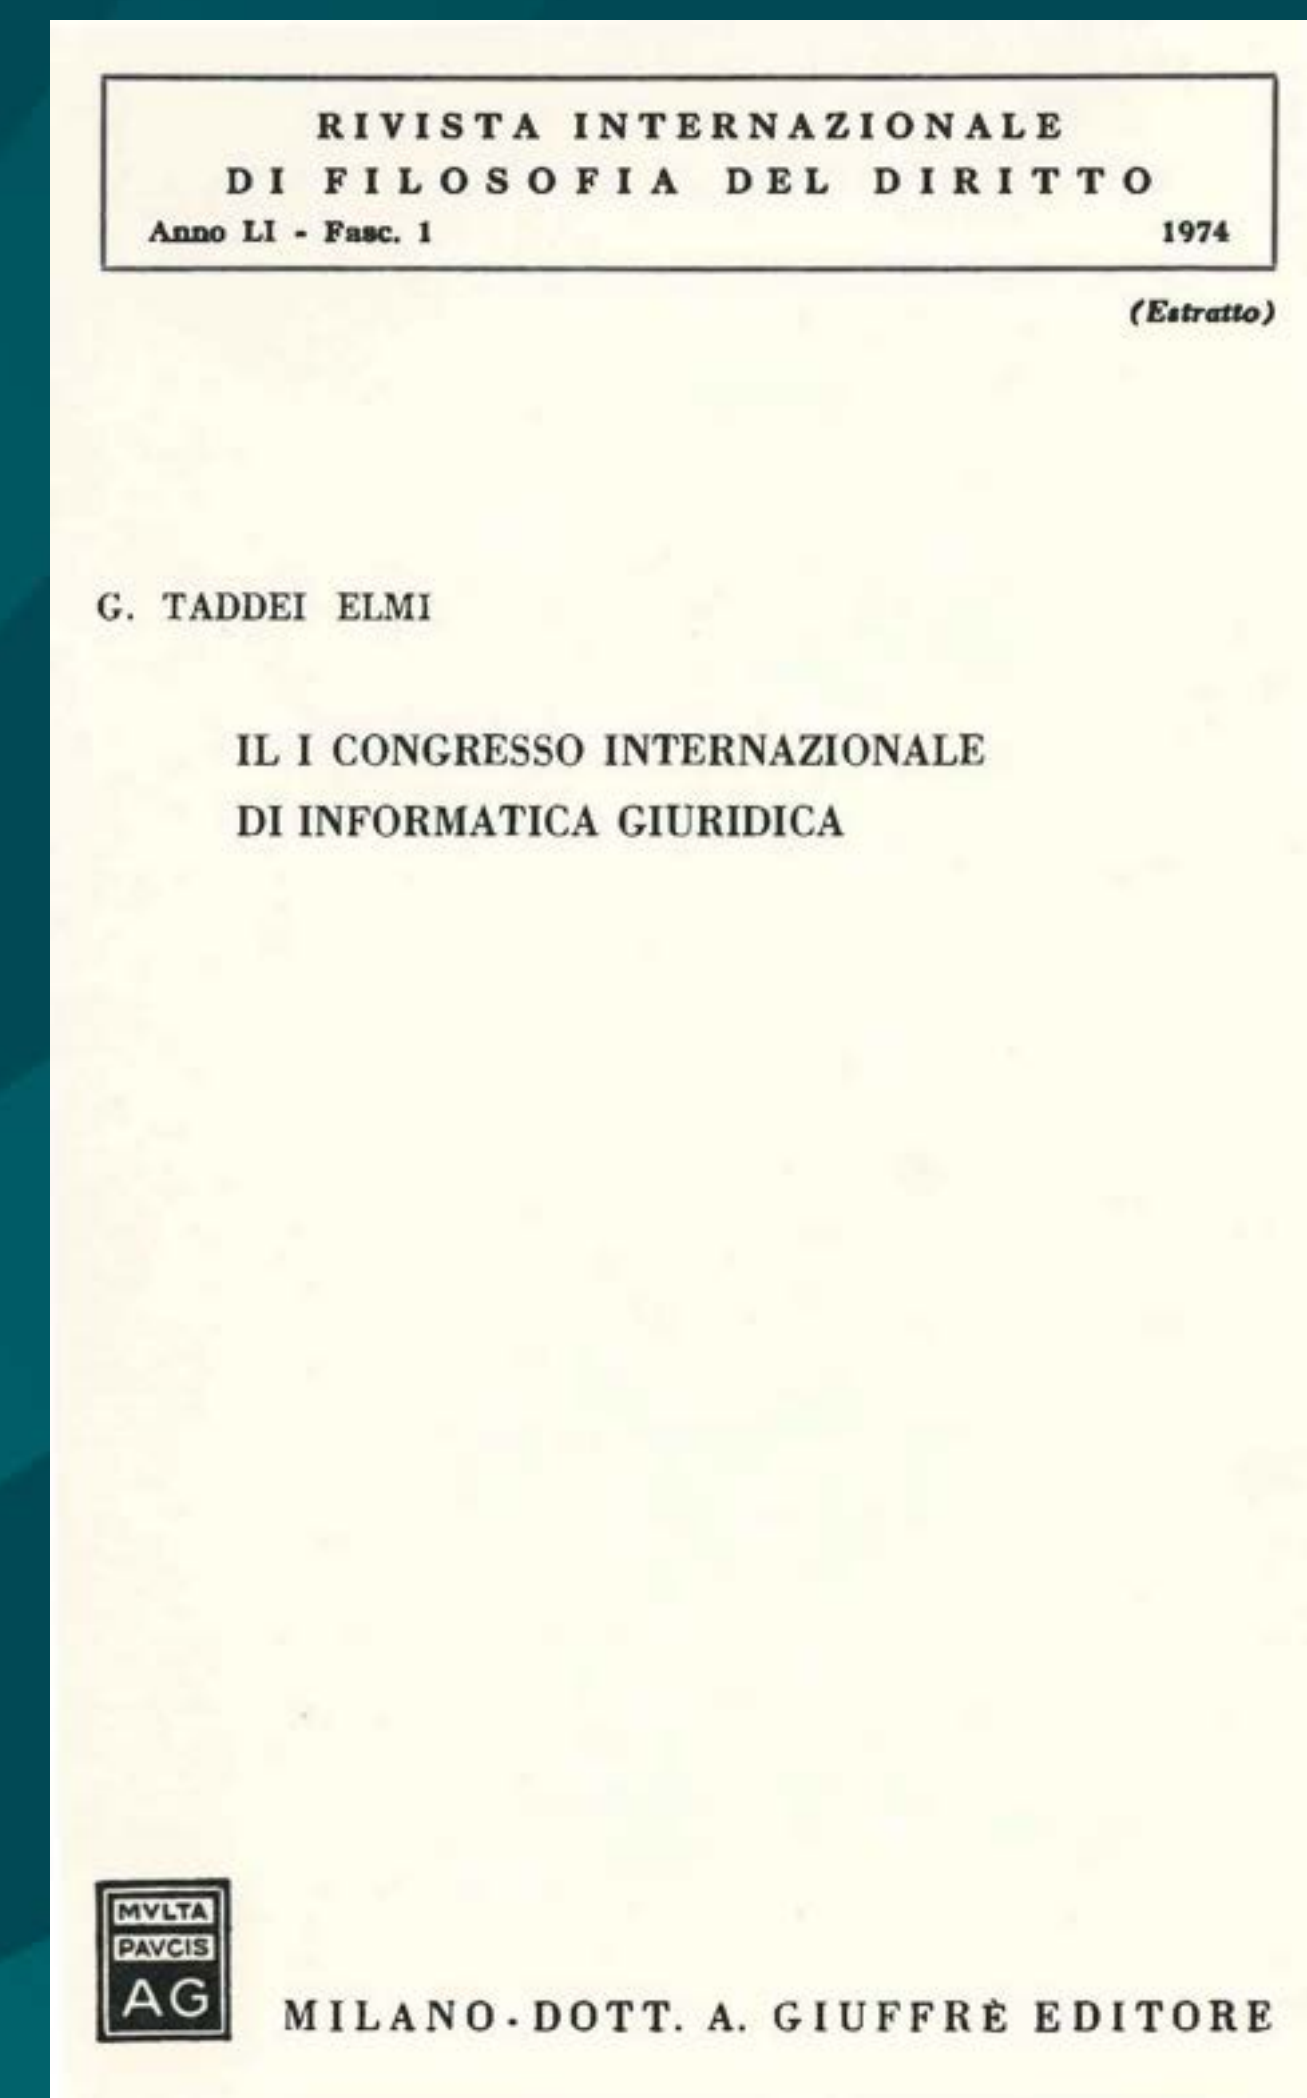 RIVISTA INTERNAZIONALE
DI FILOSOFIA DEL DIRITTO
Anno LI - Fasc. 1 1974
(Estratto)
G. TADDEI ELMI
IL I CONGRESSO INTERNAZIONALE
DI INFORMATICA GIURIDICA
MVLTA
PAVCIS
AG
MILANO - DOTT. A. GIUFFRÈ EDITORE